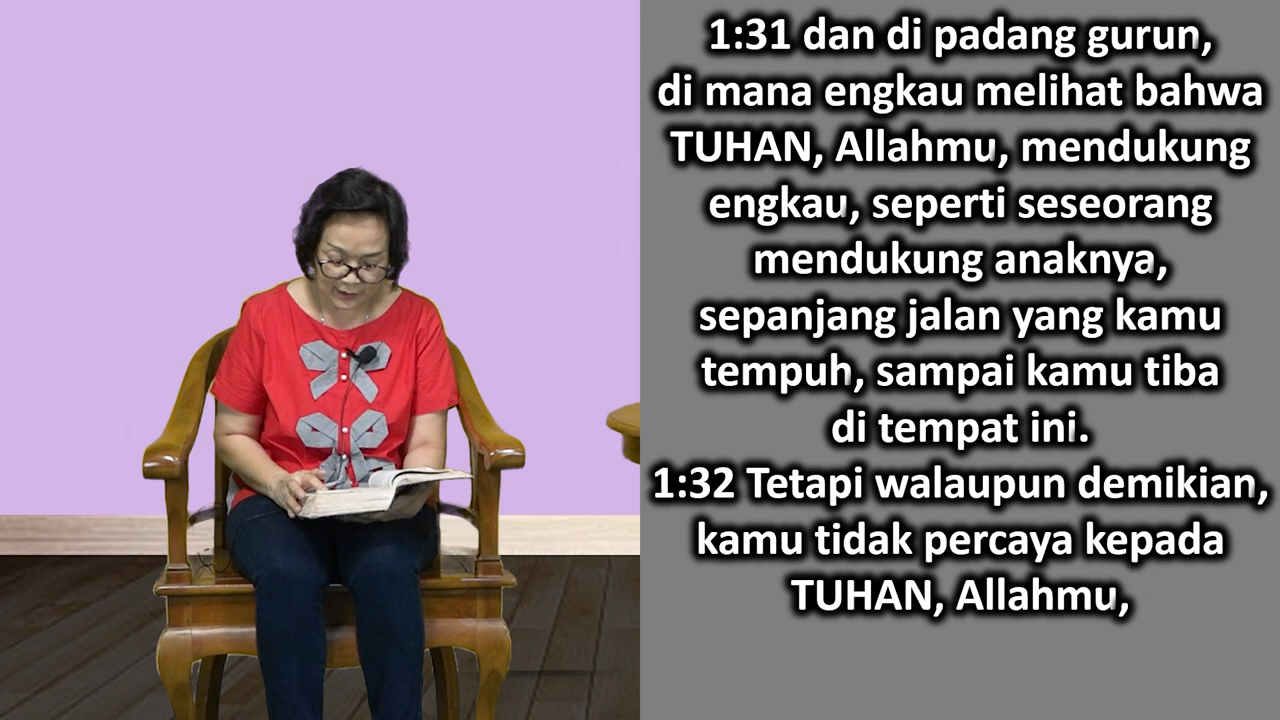 1:31 dan di padang gurun,
di mana engkau melihat bahwa
TUHAN, Allahmu, mendukung
engkau, seperti seseorang
mendukung anaknya,
sepanjang jalan yang kamu
tempuh, sampai kamu tiba
di tempat ini.
1:32 Tetapi walaupun demikian,
kamu tidak percaya kepada
TUHAN, Allahmu,